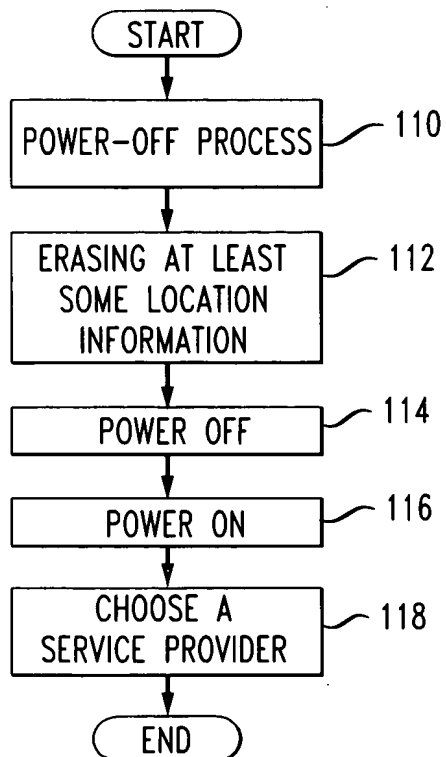 START
POWER-OFF PROCESS
110
ERASING AT LEAST
SOME LOCATION
INFORMATION
112
POWER OFF
114
POWER ON
116
CHOOSE A
SERVICE PROVIDER
118
END